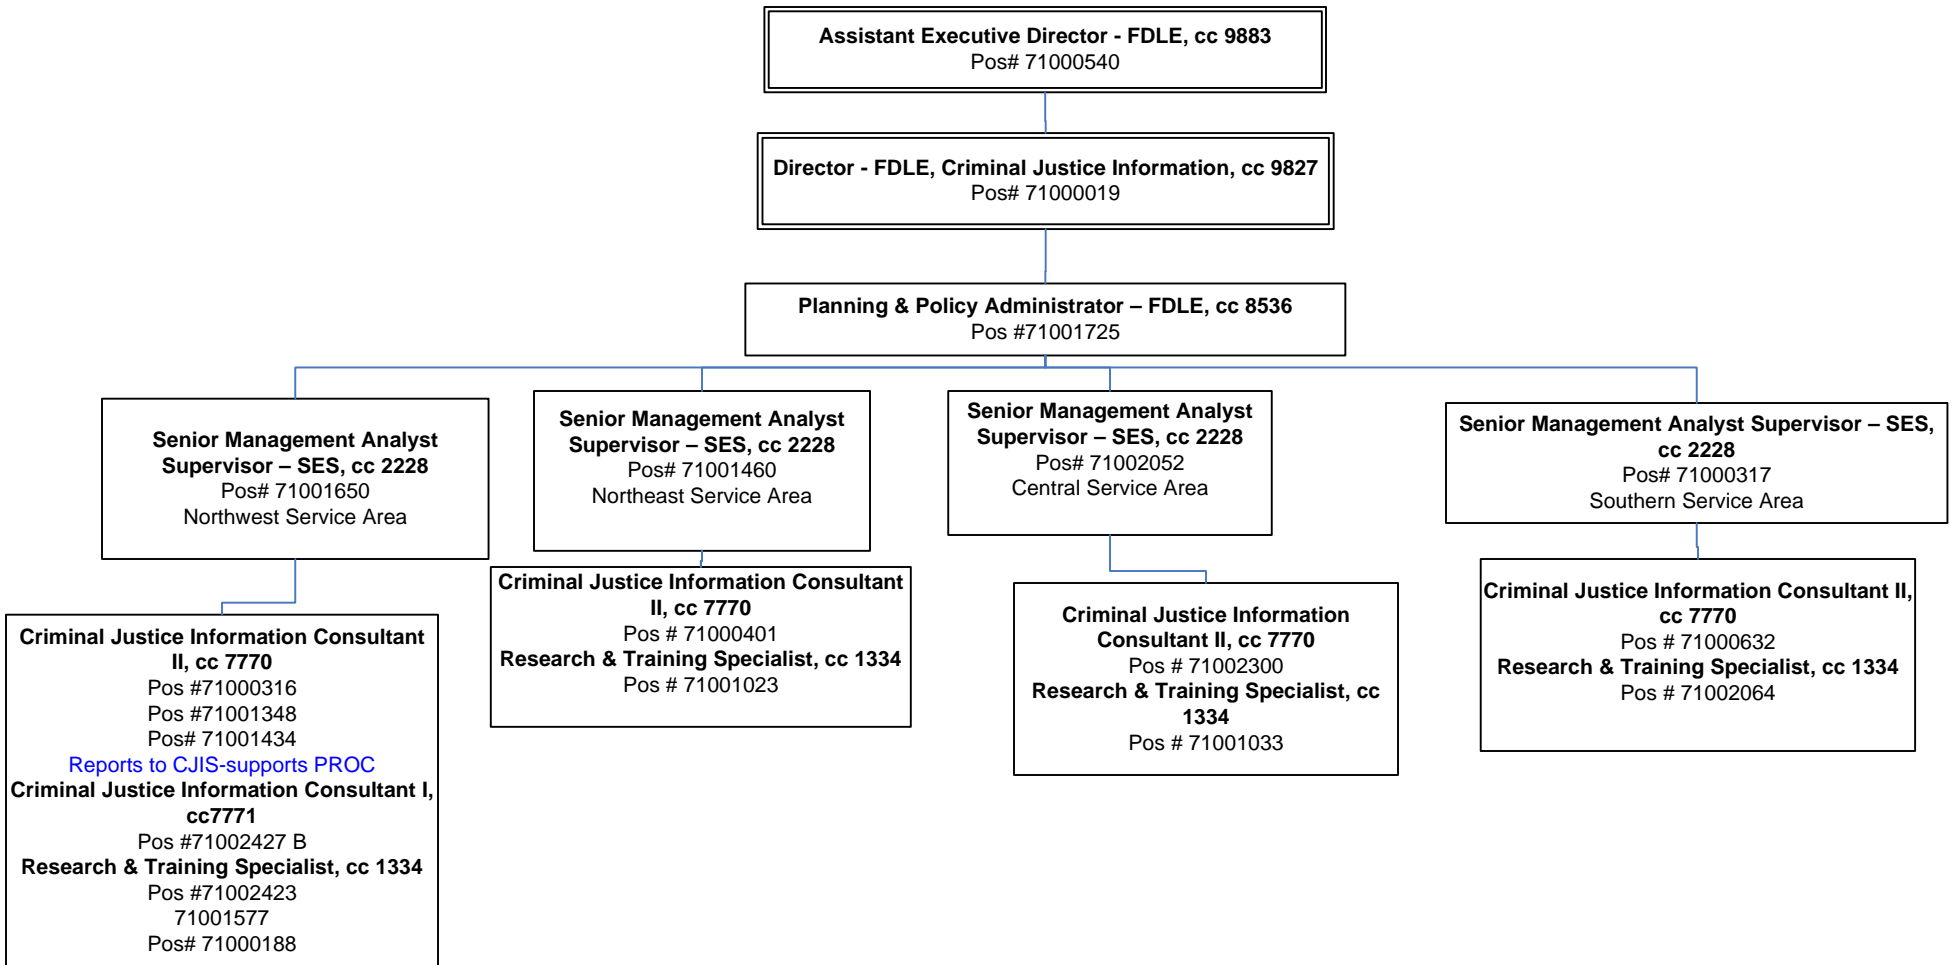 Assistant Executive Director - FDLE, cc 9883
Pos# 71000540
Director - FDLE, Criminal Justice Information, cc 9827
Pos# 71000019
Planning & Policy Administrator – FDLE, cc 8536
Pos #71001725
Senior Management Analyst
Supervisor – SES, cc 2228
Pos# 71001650
Northwest Service Area
Senior Management Analyst
Supervisor – SES, cc 2228
Pos# 71001460
Northeast Service Area
Senior Management Analyst
Supervisor – SES, cc 2228
Pos# 71002052
Central Service Area
Senior Management Analyst Supervisor – SES,
cc 2228
Pos# 71000317
Southern Service Area
Criminal Justice Information Consultant
II, cc 7770
Pos #71000316
Pos #71001348
Pos# 71001434
Reports to CJIS-supports PROC
Criminal Justice Information Consultant I,
cc7771
Pos #71002427 B
Research & Training Specialist, cc 1334
Pos #71002423
71001577
Pos# 71000188
Criminal Justice Information Consultant
II, cc 7770
Pos # 71000401
Research & Training Specialist, cc 1334
Pos # 71001023
Criminal Justice Information
Consultant II, cc 7770
Pos # 71002300
Research & Training Specialist, cc
1334
Pos # 71001033
Criminal Justice Information Consultant II,
cc 7770
Pos # 71000632
Research & Training Specialist, cc 1334
Pos # 71002064